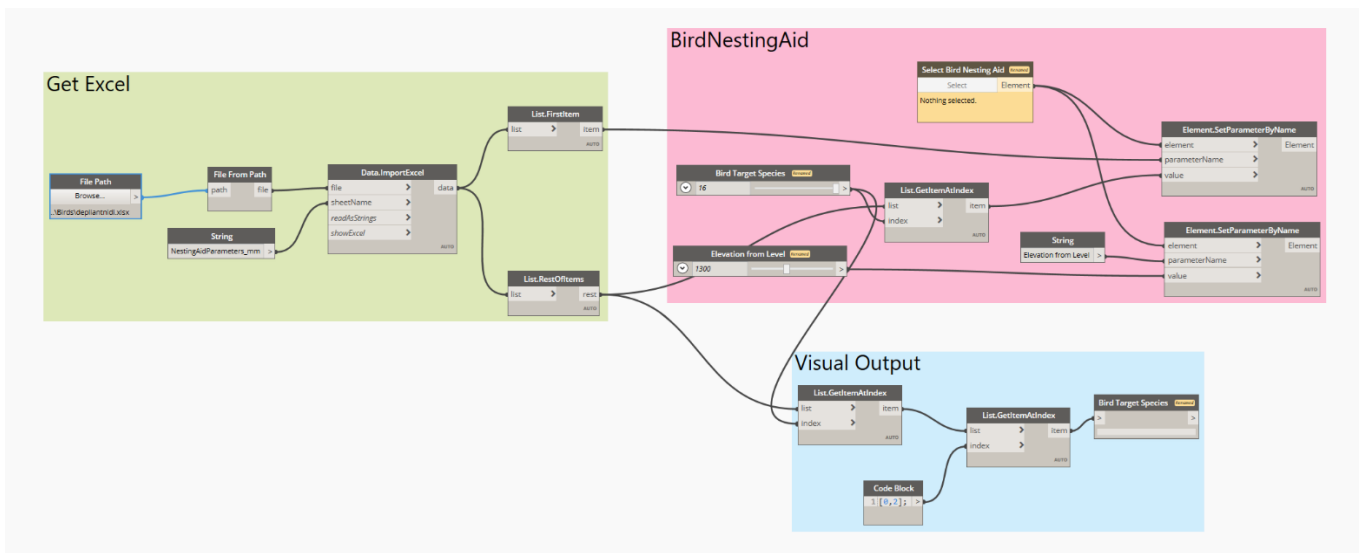 Get Excel
File Path
Browse...
>
..\Birds\depliantnidi.xlsx
File From Path
path
file
String
NestingAidParameters_mm
>
Data.ImportExcel
file > data
sheetName >
readAsStrings >
showExcel >
AUTO
List.FirstItem
list > item
AUTO
List.RestOfItems
list > rest
AUTO
BirdNestingAid
Select Bird Nesting Aid Renamed
Select Element
Nothing selected.
Bird Target Species Renamed
16 >
Elevation from Level Renamed
1300 >
List.GetItemAtIndex
list > item
index >
AUTO
String
Elevation from Level >
Element.SetParameterByName
element > Element
parameterName >
value >
AUTO
Element.SetParameterByName
element > Element
parameterName >
value >
AUTO
Visual Output
List.GetItemAtIndex
list > item
index >
AUTO
Code Block
1 [0,2]; >
List.GetItemAtIndex
list > item
index >
AUTO
Bird Target Species Renamed
> >